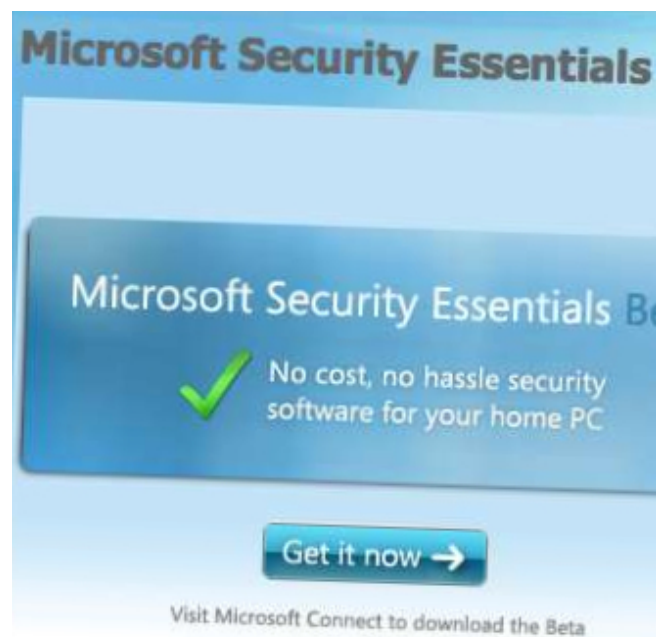 Microsoft Security Essentials
Microsoft Security Essentials Be
No cost, no hassle security
software for your home PC
Get it now →
Visit Microsoft Connect to download the Beta